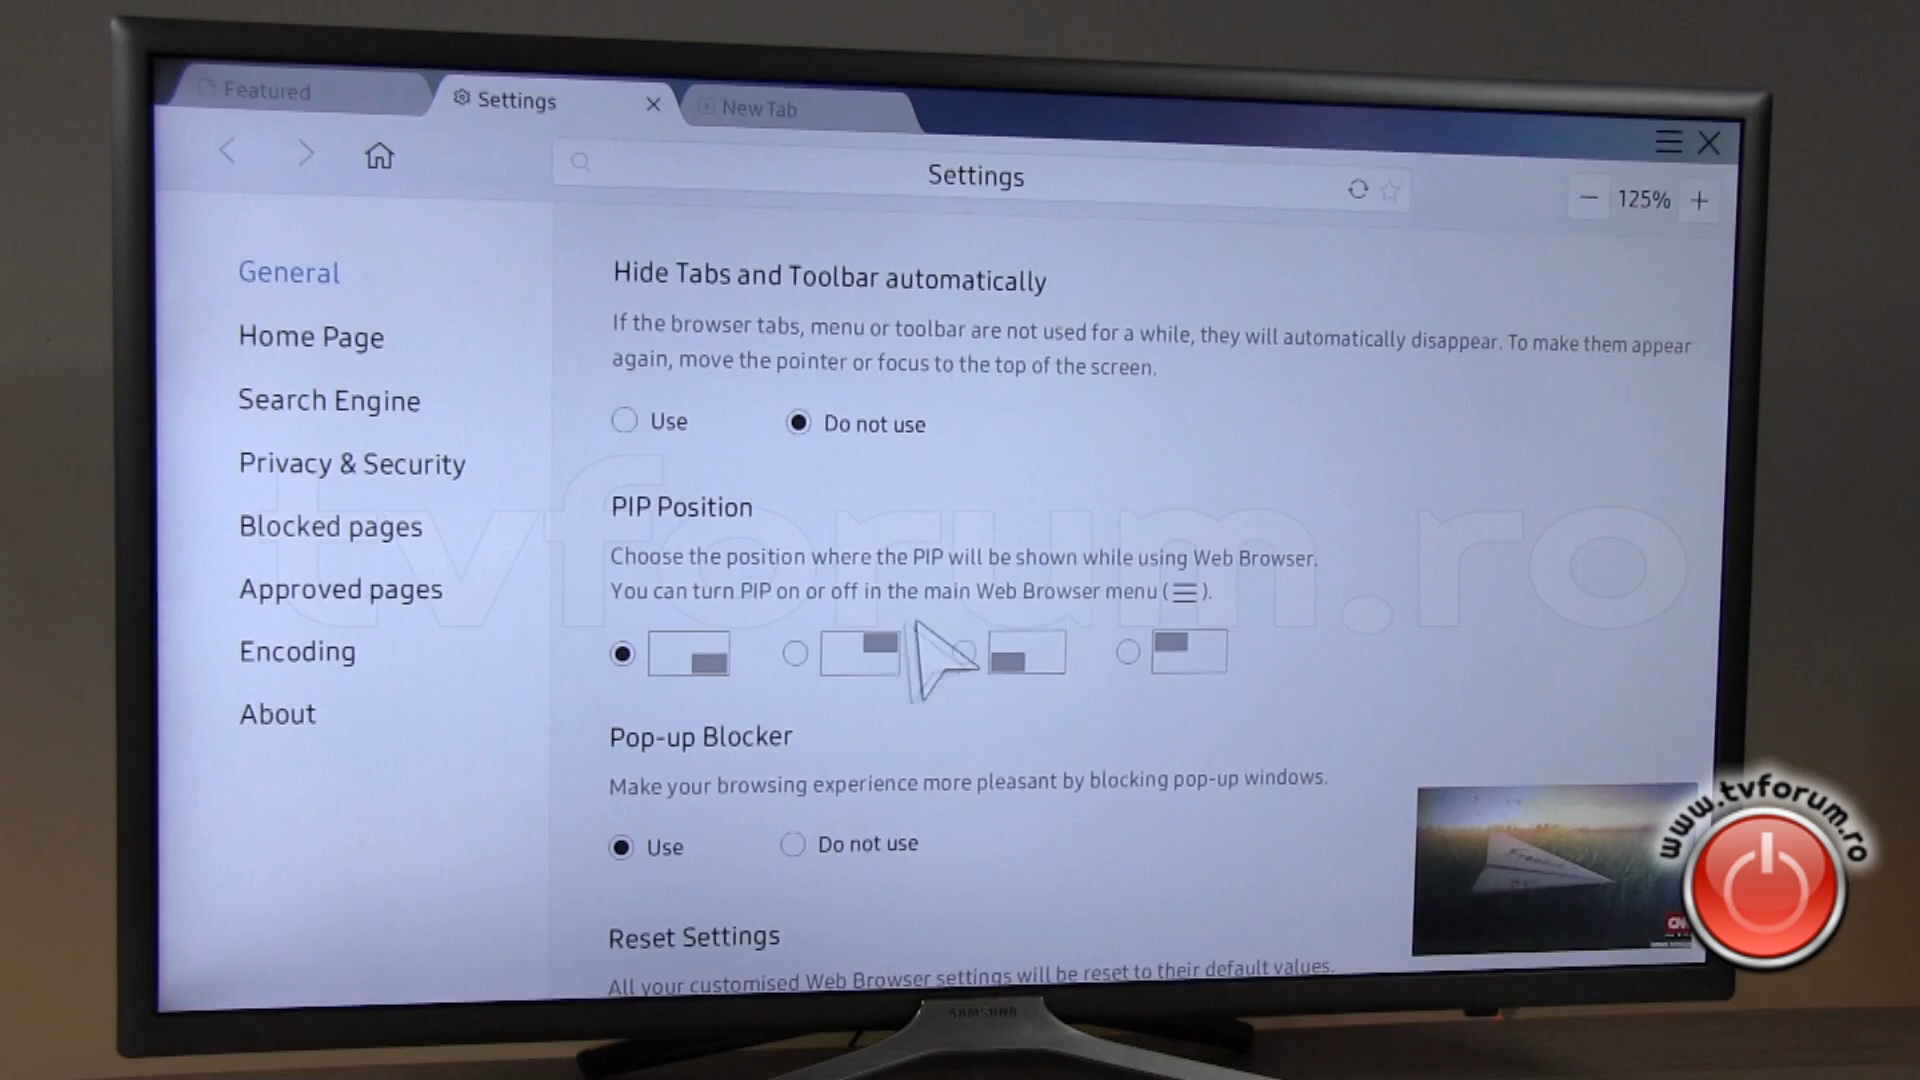 Featured
Settings
New Tab
Settings
125%
General
Home Page
Search Engine
Privacy & Security
Blocked pages
Approved pages
Encoding
About
Hide Tabs and Toolbar automatically
If the browser tabs, menu or toolbar are not used for a while, they will automatically disappear. To make them appear
again, move the pointer or focus to the top of the screen.
Use
Do not use
PIP Position
Choose the position where the PIP will be shown while using Web Browser.
You can turn PIP on or off in the main Web Browser menu (☰).
Pop-up Blocker
Make your browsing experience more pleasant by blocking pop-up windows.
Use
Do not use
Reset Settings
All your customised Web Browser settings will be reset to their default values.
SAMSUNG
tvforum.ro
www.tvforum.ro